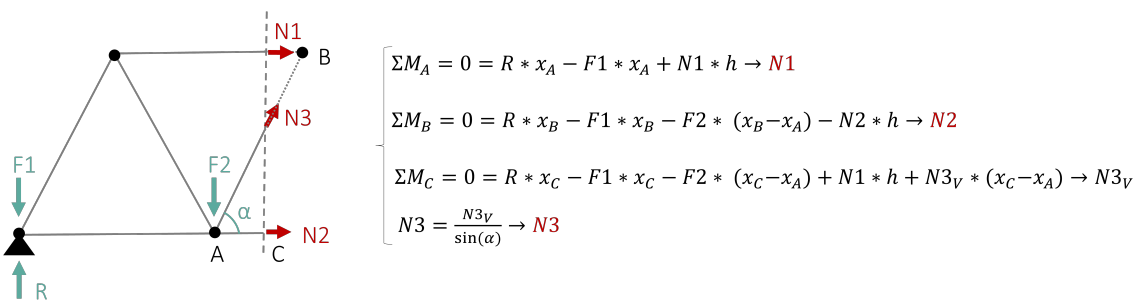 N1
B
N3
F1
F2
α
N2
A
C
R
ΣM_A = 0 = R ∗ x_A − F1 ∗ x_A + N1 ∗ h → N1
ΣM_B = 0 = R ∗ x_B − F1 ∗ x_B − F2 ∗ (x_B−x_A) − N2 ∗ h → N2
ΣM_C = 0 = R ∗ x_C − F1 ∗ x_C − F2 ∗ (x_C−x_A) + N1 ∗ h + N3_V ∗ (x_C−x_A) → N3_V
N3 = N3_V / sin(α) → N3